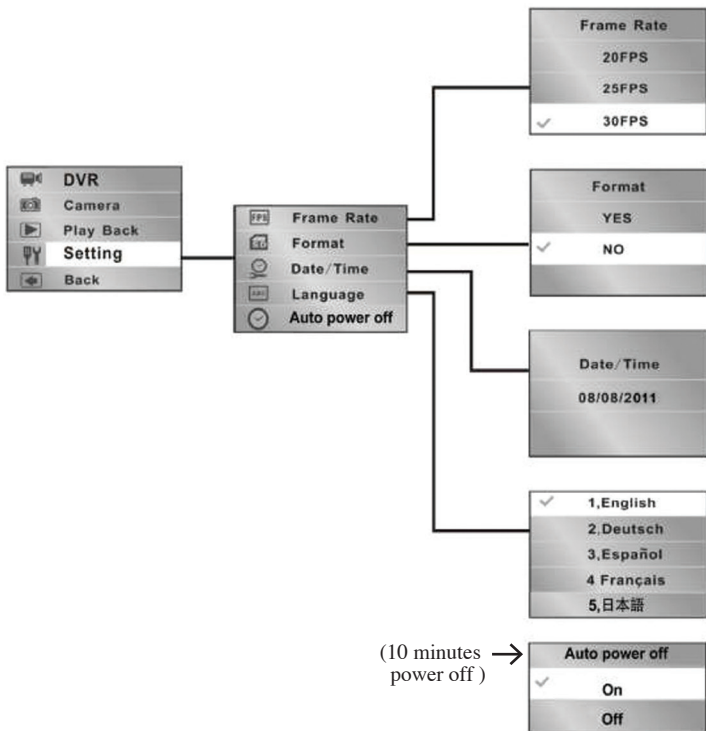 DVR
Camera
Play Back
Setting
Back
FPS Frame Rate
Format
Date/Time
ABC Language
Auto power off
Frame Rate
20FPS
25FPS
30FPS
Format
YES
NO
Date/Time
08/08/2011
1,English
2,Deutsch
3,Español
4 Français
5,日本語
(10 minutes
power off )
Auto power off
On
Off